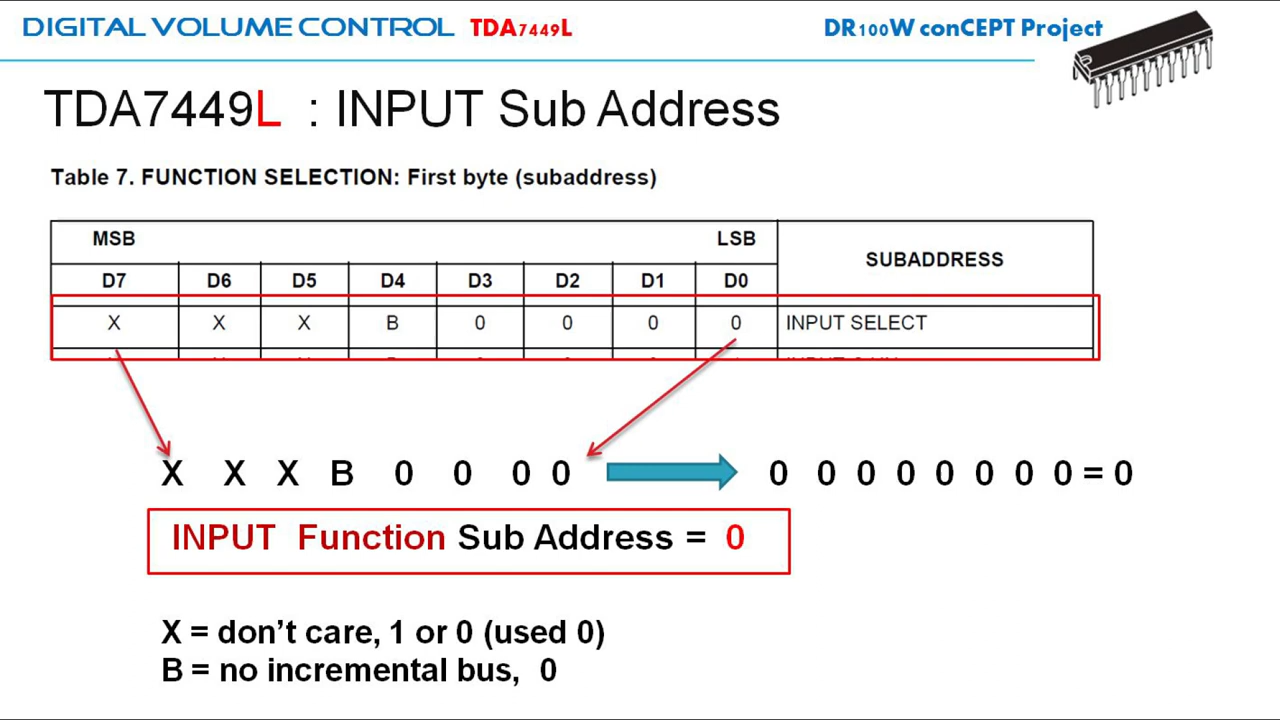 DIGITAL VOLUME CONTROL TDA7449L
DR100W conCEPT Project
TDA7449L : INPUT Sub Address
Table 7. FUNCTION SELECTION: First byte (subaddress)
MSB LSB SUBADDRESS
D7 D6 D5 D4 D3 D2 D1 D0
X X X B 0 0 0 0 INPUT SELECT
X X X B 0 0 0 0 0 0 0 0 0 0 0 0 = 0
INPUT Function Sub Address = 0
X = don’t care, 1 or 0 (used 0)
B = no incremental bus, 0